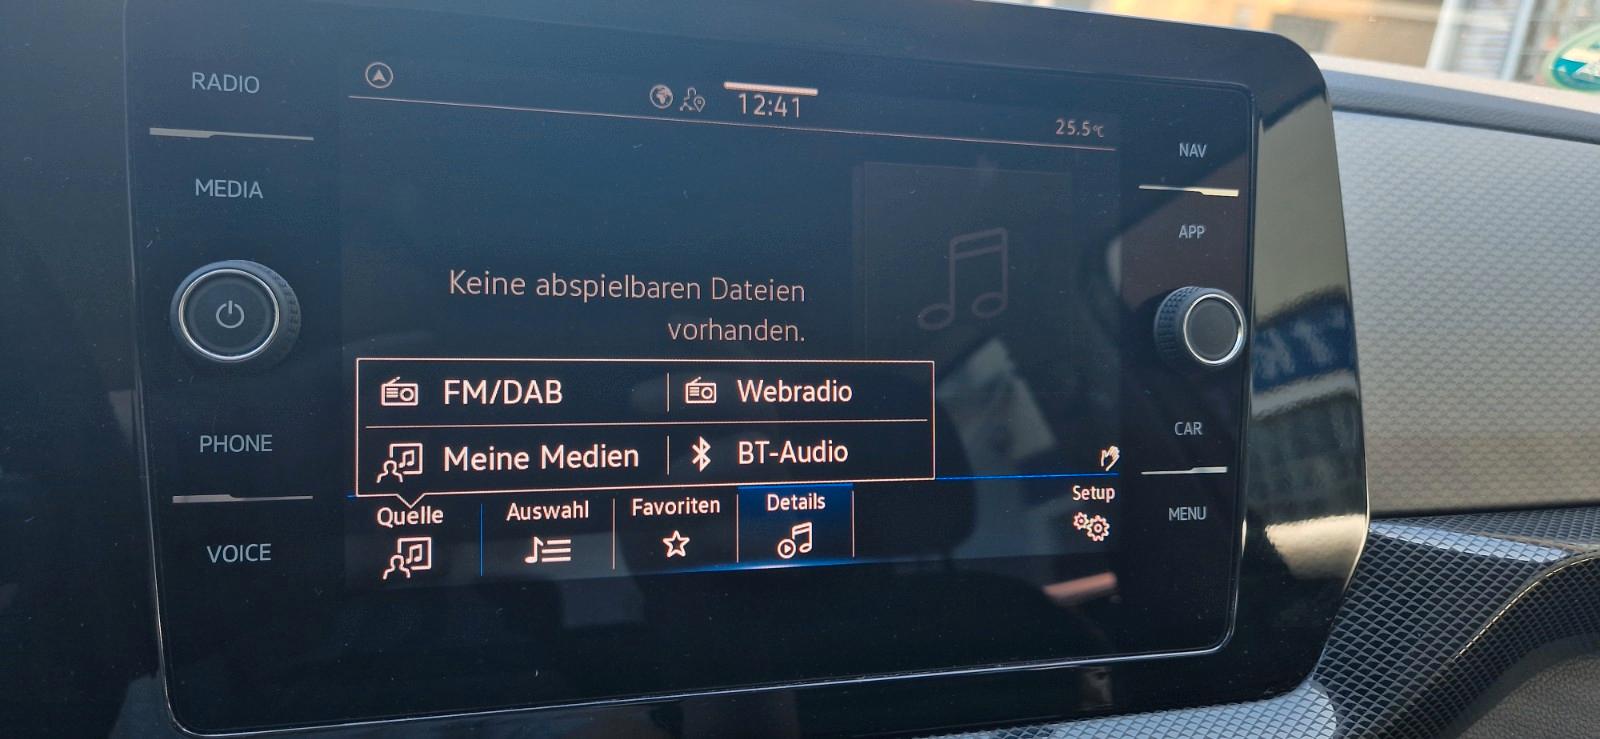 RADIO
MEDIA
PHONE
VOICE
12:41
25.5°C
Keine abspielbaren Dateien
vorhanden.
FM/DAB
Webradio
Meine Medien
BT-Audio
Quelle
Auswahl
Favoriten
Details
Setup
NAV
APP
CAR
MENU